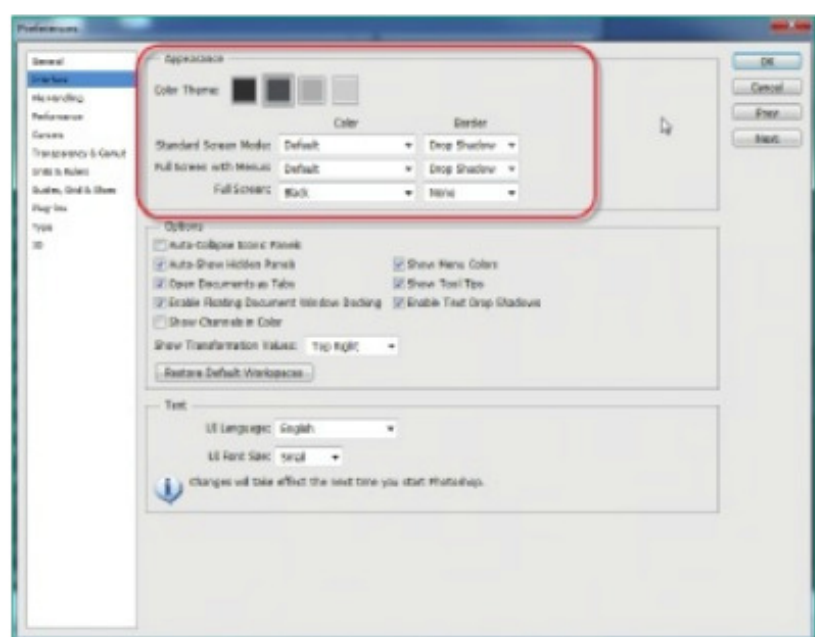 Preferences
General
Interface
File Handling
Performance
Cursors
Transparency & Gamut
Units & Rulers
Guides, Grid & Slices
Plug-Ins
Type
3D
Appearance
Color Theme:
Color Border
Standard Screen Mode: Default Drop Shadow
Full Screen with Menus: Default Drop Shadow
Full Screen: Black None
Options
Auto-Collapse Iconic Panels
Auto-Show Hidden Panels Show Menu Colors
Open Documents as Tabs Show Tool Tips
Enable Floating Document Window Docking Enable Text Drop Shadows
Show Channels in Color
Show Transformation Values: Top Right
Restore Default Workspaces
Text
UI Language: English
UI Font Size: Small
Changes will take effect the next time you start Photoshop.
OK
Cancel
Prev
Next